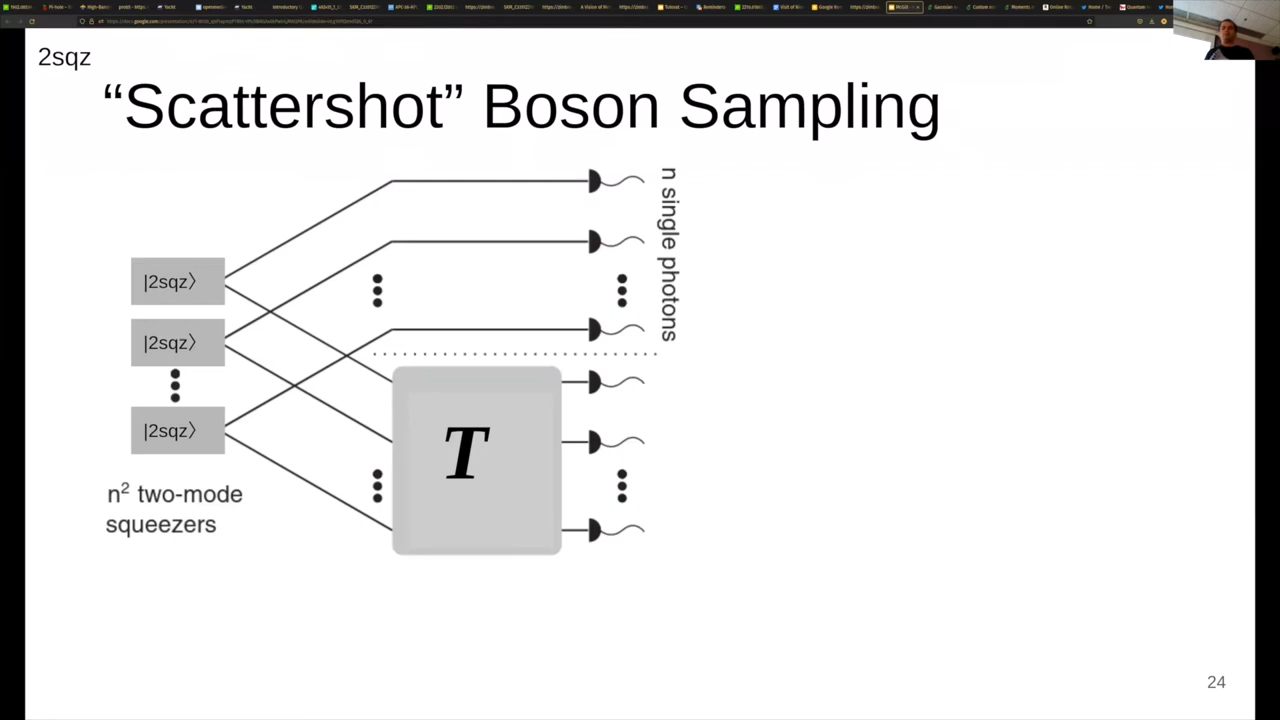 2sqz
“Scattershot” Boson Sampling
n single photons
|2sqz⟩
|2sqz⟩
|2sqz⟩
T
n² two-mode
squeezers
24